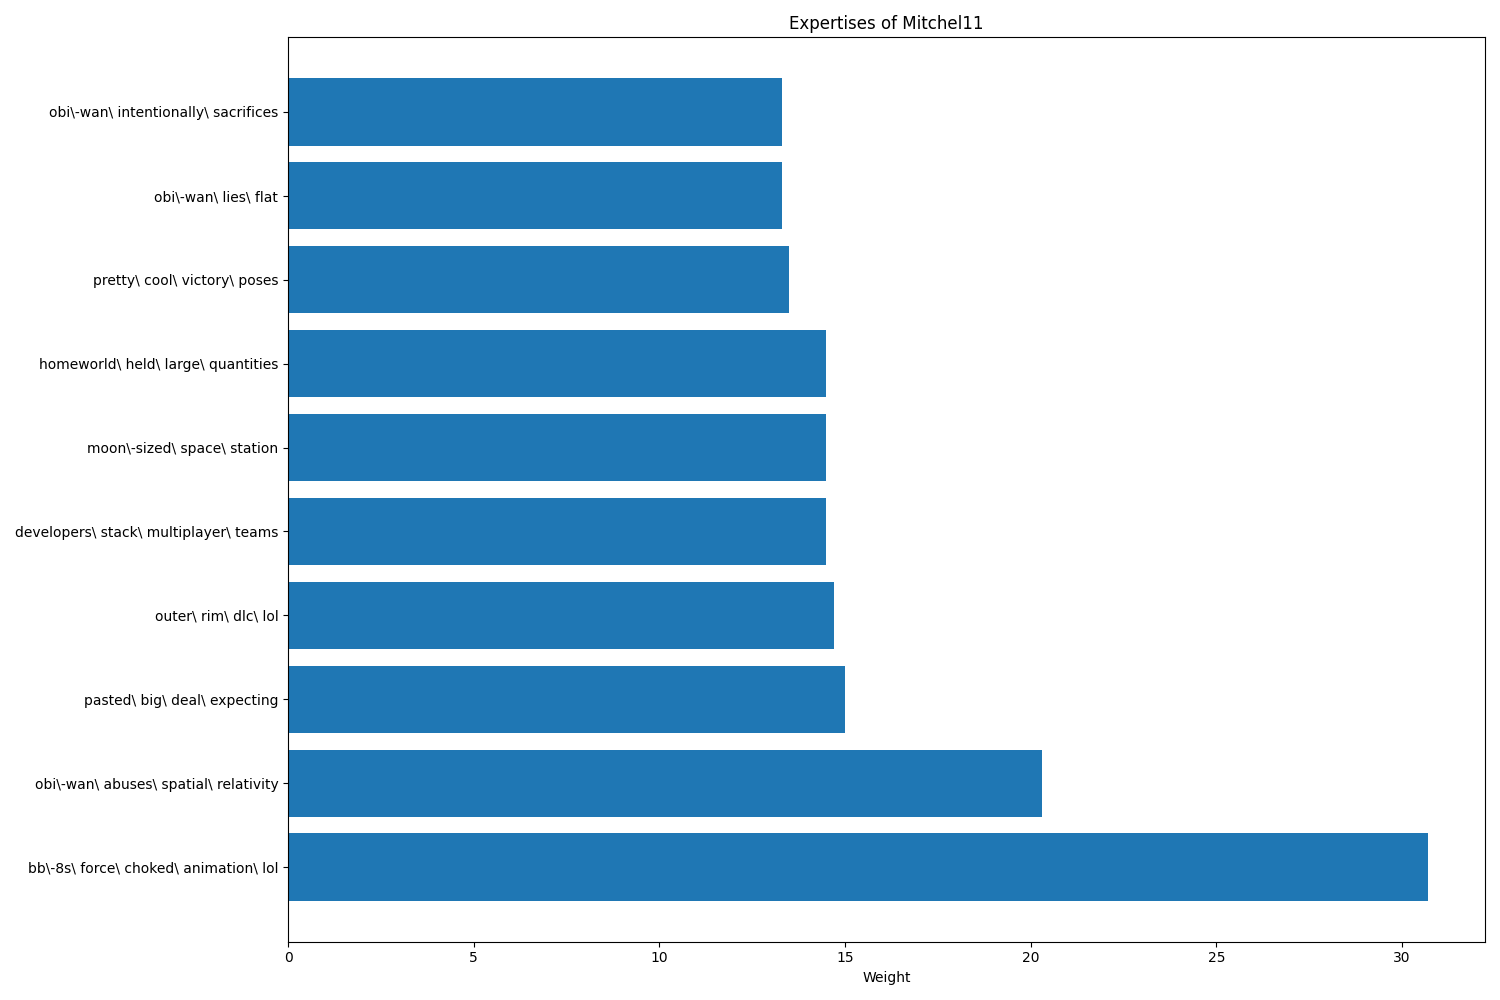 Expertises of Mitchel11
obi\-wan\ intentionally\ sacrifices
obi\-wan\ lies\ flat
pretty\ cool\ victory\ poses
homeworld\ held\ large\ quantities
moon\-sized\ space\ station
developers\ stack\ multiplayer\ teams
outer\ rim\ dlc\ lol
pasted\ big\ deal\ expecting
obi\-wan\ abuses\ spatial\ relativity
bb\-8s\ force\ choked\ animation\ lol
0 5 10 15 20 25 30
Weight